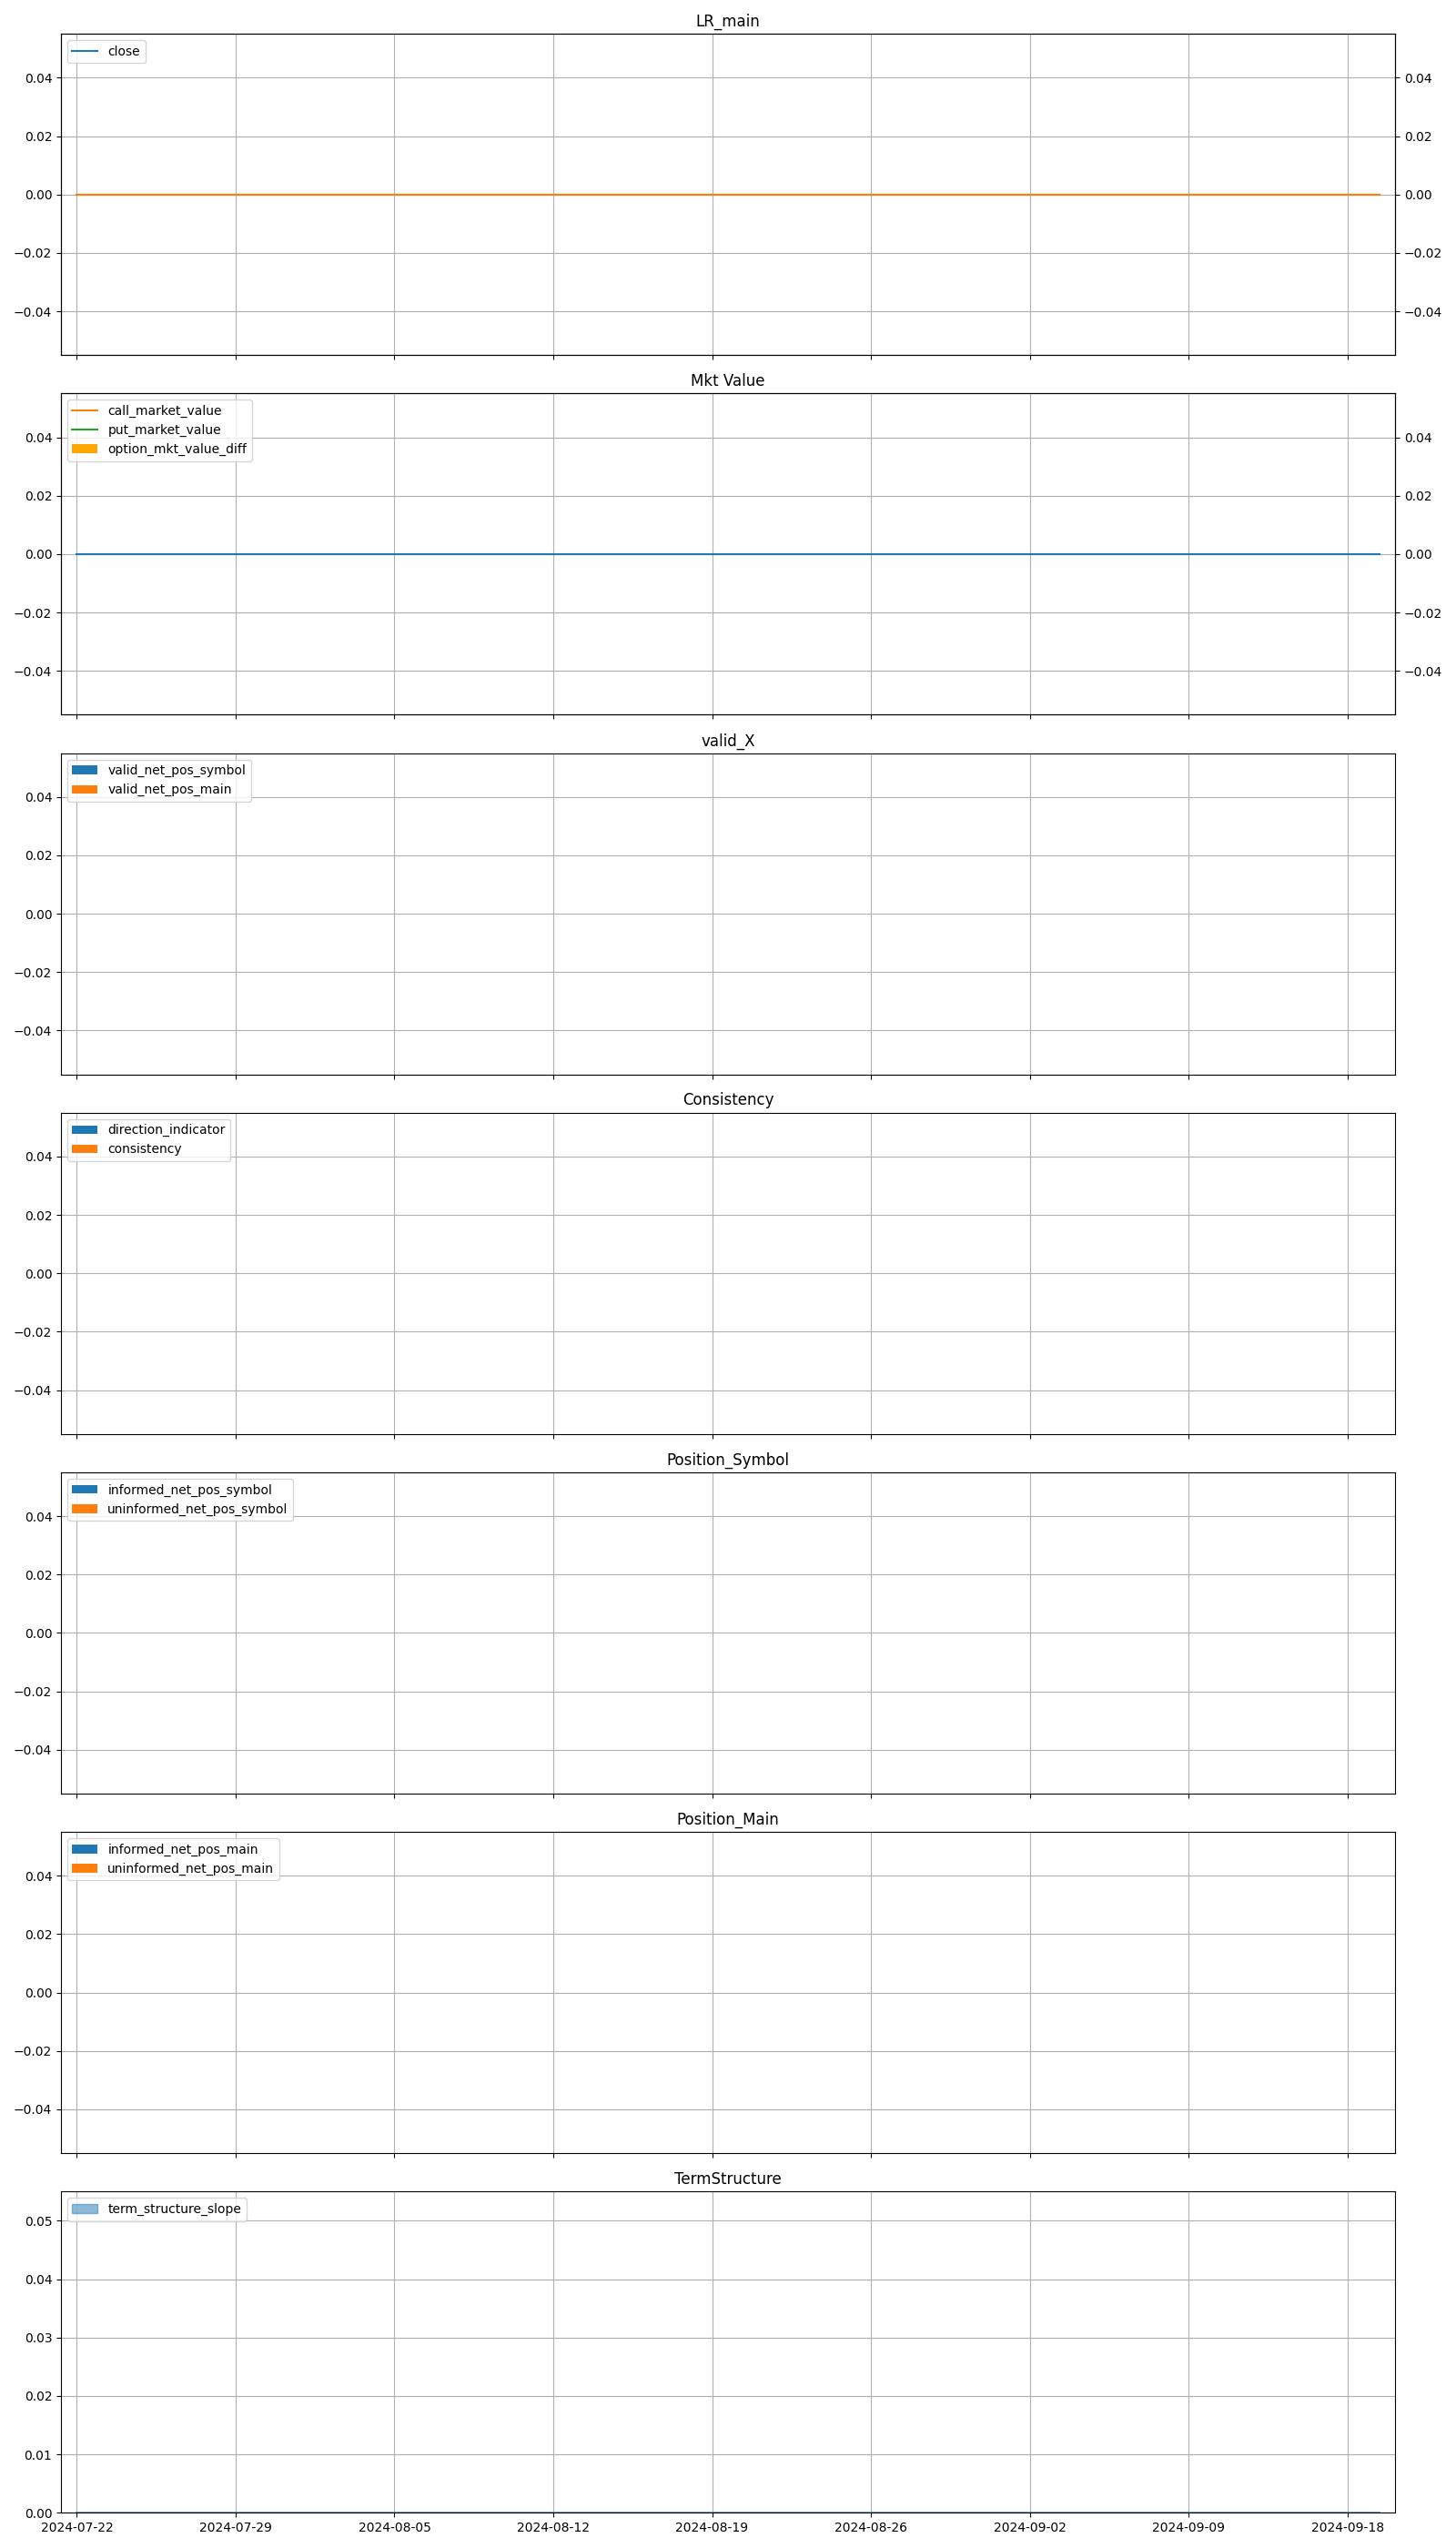 LR_main
close
0.04 0.04
0.02 0.02
0.00 0.00
−0.02 −0.02
−0.04 −0.04
Mkt Value
call_market_value
put_market_value
option_mkt_value_diff
0.04 0.04
0.02 0.02
0.00 0.00
−0.02 −0.02
−0.04 −0.04
valid_X
valid_net_pos_symbol
valid_net_pos_main
0.04
0.02
0.00
−0.02
−0.04
Consistency
direction_indicator
consistency
0.04
0.02
0.00
−0.02
−0.04
Position_Symbol
informed_net_pos_symbol
uninformed_net_pos_symbol
0.04
0.02
0.00
−0.02
−0.04
Position_Main
informed_net_pos_main
uninformed_net_pos_main
0.04
0.02
0.00
−0.02
−0.04
TermStructure
term_structure_slope
0.05
0.04
0.03
0.02
0.01
0.00
2024-07-22 2024-07-29 2024-08-05 2024-08-12 2024-08-19 2024-08-26 2024-09-02 2024-09-09 2024-09-18